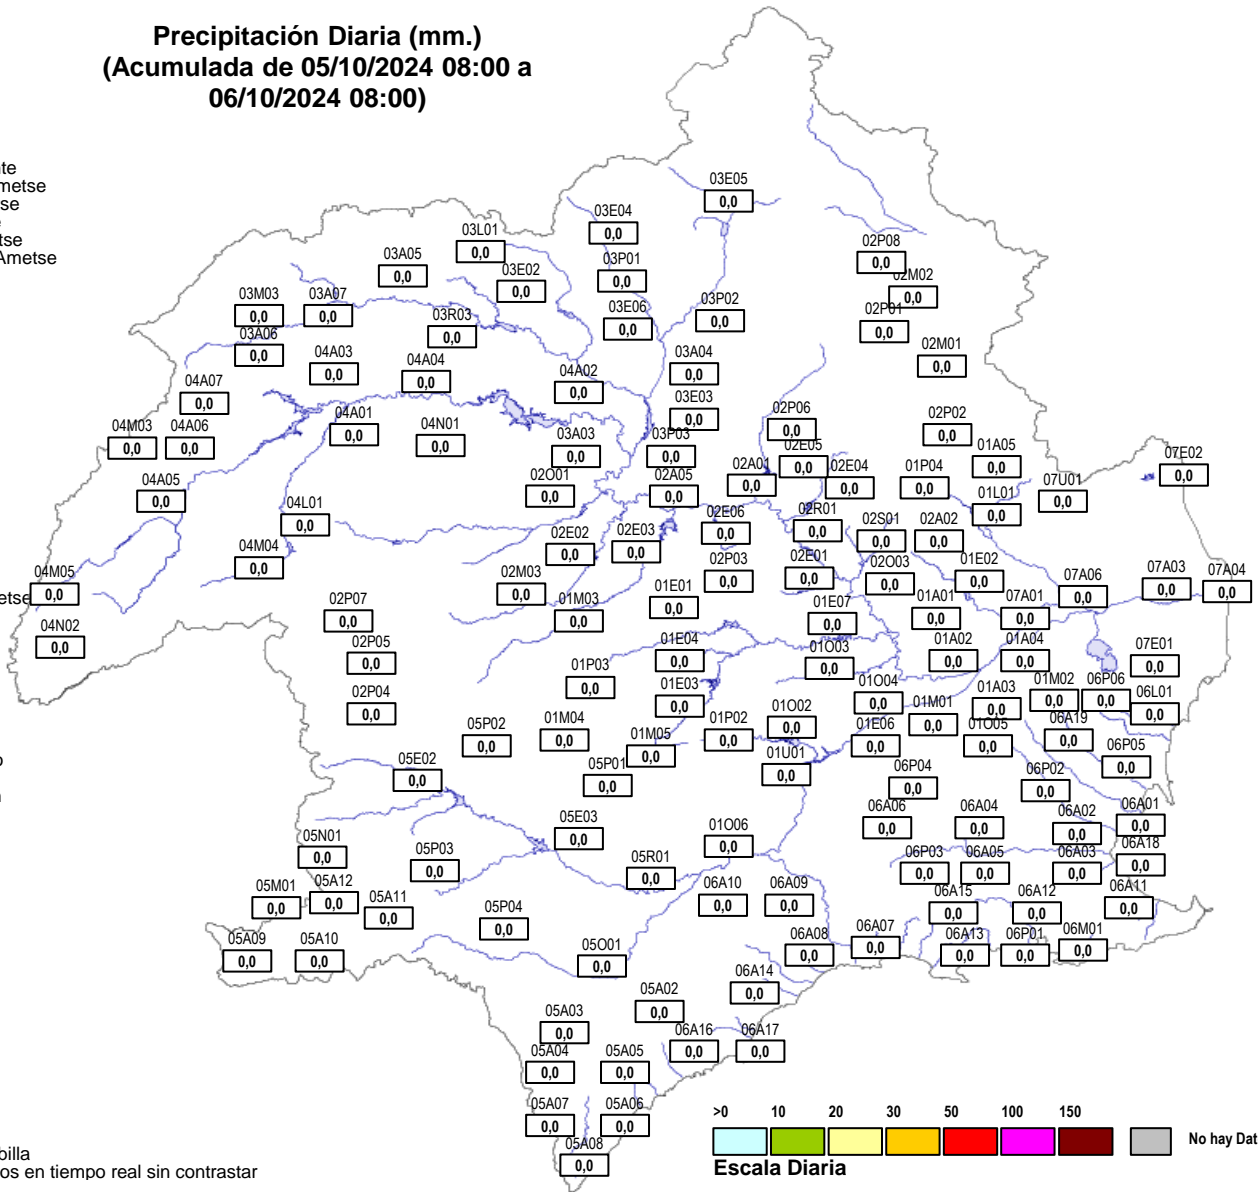 Precipitación Diaria (mm.)
(Acumulada de 05/10/2024 08:00 a
06/10/2024 08:00)
nte
metse
se
tse
Ametse
03E05
0,0
03E04
0,0
03L01
0,0
03A05
0,0
03P01
0,0
03E02
0,0
02P08
0,0
02M02
0,0
03M03
0,0
03A07
0,0
03R03
0,0
03E06
0,0
03P02
0,0
02P01
0,0
03A06
0,0
04A03
0,0
04A04
0,0
04A02
0,0
03A04
0,0
02M01
0,0
04A07
0,0
03E03
0,0
04M03
0,0
04A06
0,0
04A01
0,0
04N01
0,0
03A03
0,0
03P03
0,0
02P06
0,0
02P02
0,0
02E05
0,0
01A05
0,0
07E02
0,0
04A05
0,0
02O01
0,0
02A05
0,0
02A01
0,0
02E04
0,0
01P04
0,0
07U01
0,0
01L01
0,0
04L01
0,0
02E06
0,0
02R01
0,0
02S01
0,0
02A02
0,0
02E02
0,0
02E03
0,0
04M04
0,0
02P03
0,0
02E01
0,0
02O03
0,0
01E02
0,0
04M05
0,0
etse
02M03
0,0
07A06
0,0
07A03
0,0
07A04
0,0
02P07
0,0
01M03
0,0
01E01
0,0
01E07
0,0
01A01
0,0
07A01
0,0
04N02
0,0
02P05
0,0
01E04
0,0
01O03
0,0
01A02
0,0
01A04
0,0
07E01
0,0
01P03
0,0
02P04
0,0
01E03
0,0
01O04
0,0
01A03
0,0
01M02
0,0
06P06
0,0
06L01
0,0
01O02
0,0
01M01
0,0
05P02
0,0
01M04
0,0
01M05
0,0
01P02
0,0
01E06
0,0
01O05
0,0
06A19
0,0
05E02
0,0
05P01
0,0
01U01
0,0
06P04
0,0
06P02
0,0
06P05
0,0
05E03
0,0
01O06
0,0
06A06
0,0
06A04
0,0
06A02
0,0
06A01
0,0
05N01
0,0
05P03
0,0
05R01
0,0
06P03
0,0
06A05
0,0
06A03
0,0
06A18
0,0
05M01
0,0
05A12
0,0
05A11
0,0
06A10
0,0
06A09
0,0
06A15
0,0
06A12
0,0
06A11
0,0
05P04
0,0
05A09
0,0
05A10
0,0
05O01
0,0
06A08
0,0
06A07
0,0
06A13
0,0
06P01
0,0
06M01
0,0
06A14
0,0
05A02
0,0
05A03
0,0
06A16
0,0
06A17
0,0
05A04
0,0
05A05
0,0
05A07
0,0
05A06
0,0
05A08
0,0
>0 10 20 30 50 100 150
No hay Dat
Escala Diaria
billa
os en tiempo real sin contrastar